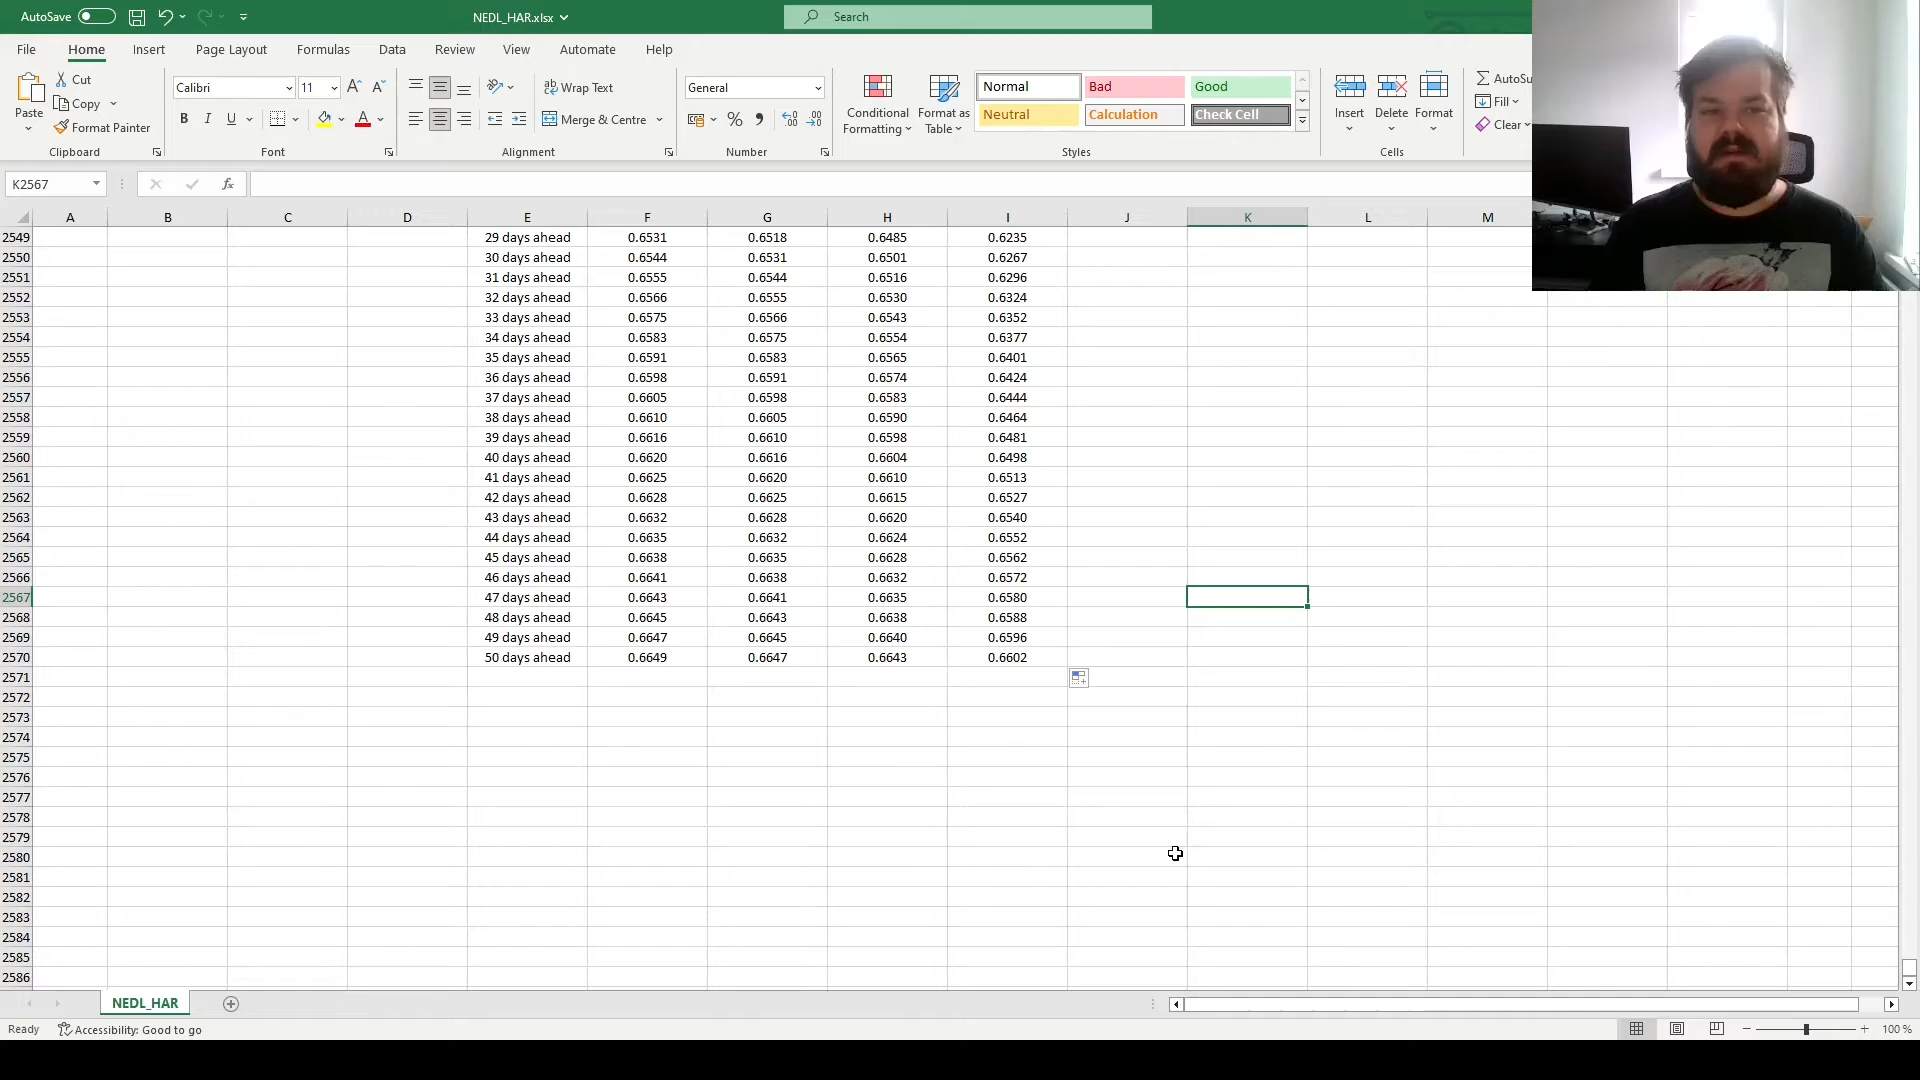 AutoSave
NEDL_HAR.xlsx
Search
File Home Insert Page Layout Formulas Data Review View Automate Help
Paste
Cut
Copy
Format Painter
Clipboard
Calibri 11
B I U
Font
Wrap Text
Merge & Centre
Alignment
General
Number
Conditional Formatting
Format as Table
Normal Bad Good
Neutral Calculation Check Cell
Styles
Insert Delete Format
Cells
Fill
Clear
K2567
fx
A B C D E F G H I J K L M
2549 29 days ahead 0.6531 0.6518 0.6485 0.6235
2550 30 days ahead 0.6544 0.6531 0.6501 0.6267
2551 31 days ahead 0.6555 0.6544 0.6516 0.6296
2552 32 days ahead 0.6566 0.6555 0.6530 0.6324
2553 33 days ahead 0.6575 0.6566 0.6543 0.6352
2554 34 days ahead 0.6583 0.6575 0.6554 0.6377
2555 35 days ahead 0.6591 0.6583 0.6565 0.6401
2556 36 days ahead 0.6598 0.6591 0.6574 0.6424
2557 37 days ahead 0.6605 0.6598 0.6583 0.6444
2558 38 days ahead 0.6610 0.6605 0.6590 0.6464
2559 39 days ahead 0.6616 0.6610 0.6598 0.6481
2560 40 days ahead 0.6620 0.6616 0.6604 0.6498
2561 41 days ahead 0.6625 0.6620 0.6610 0.6513
2562 42 days ahead 0.6628 0.6625 0.6615 0.6527
2563 43 days ahead 0.6632 0.6628 0.6620 0.6540
2564 44 days ahead 0.6635 0.6632 0.6624 0.6552
2565 45 days ahead 0.6638 0.6635 0.6628 0.6562
2566 46 days ahead 0.6641 0.6638 0.6632 0.6572
2567 47 days ahead 0.6643 0.6641 0.6635 0.6580
2568 48 days ahead 0.6645 0.6643 0.6638 0.6588
2569 49 days ahead 0.6647 0.6645 0.6640 0.6596
2570 50 days ahead 0.6649 0.6647 0.6643 0.6602
2571
2572
2573
2574
2575
2576
2577
2578
2579
2580
2581
2582
2583
2584
2585
2586
NEDL_HAR
Ready Accessibility: Good to go 100 %